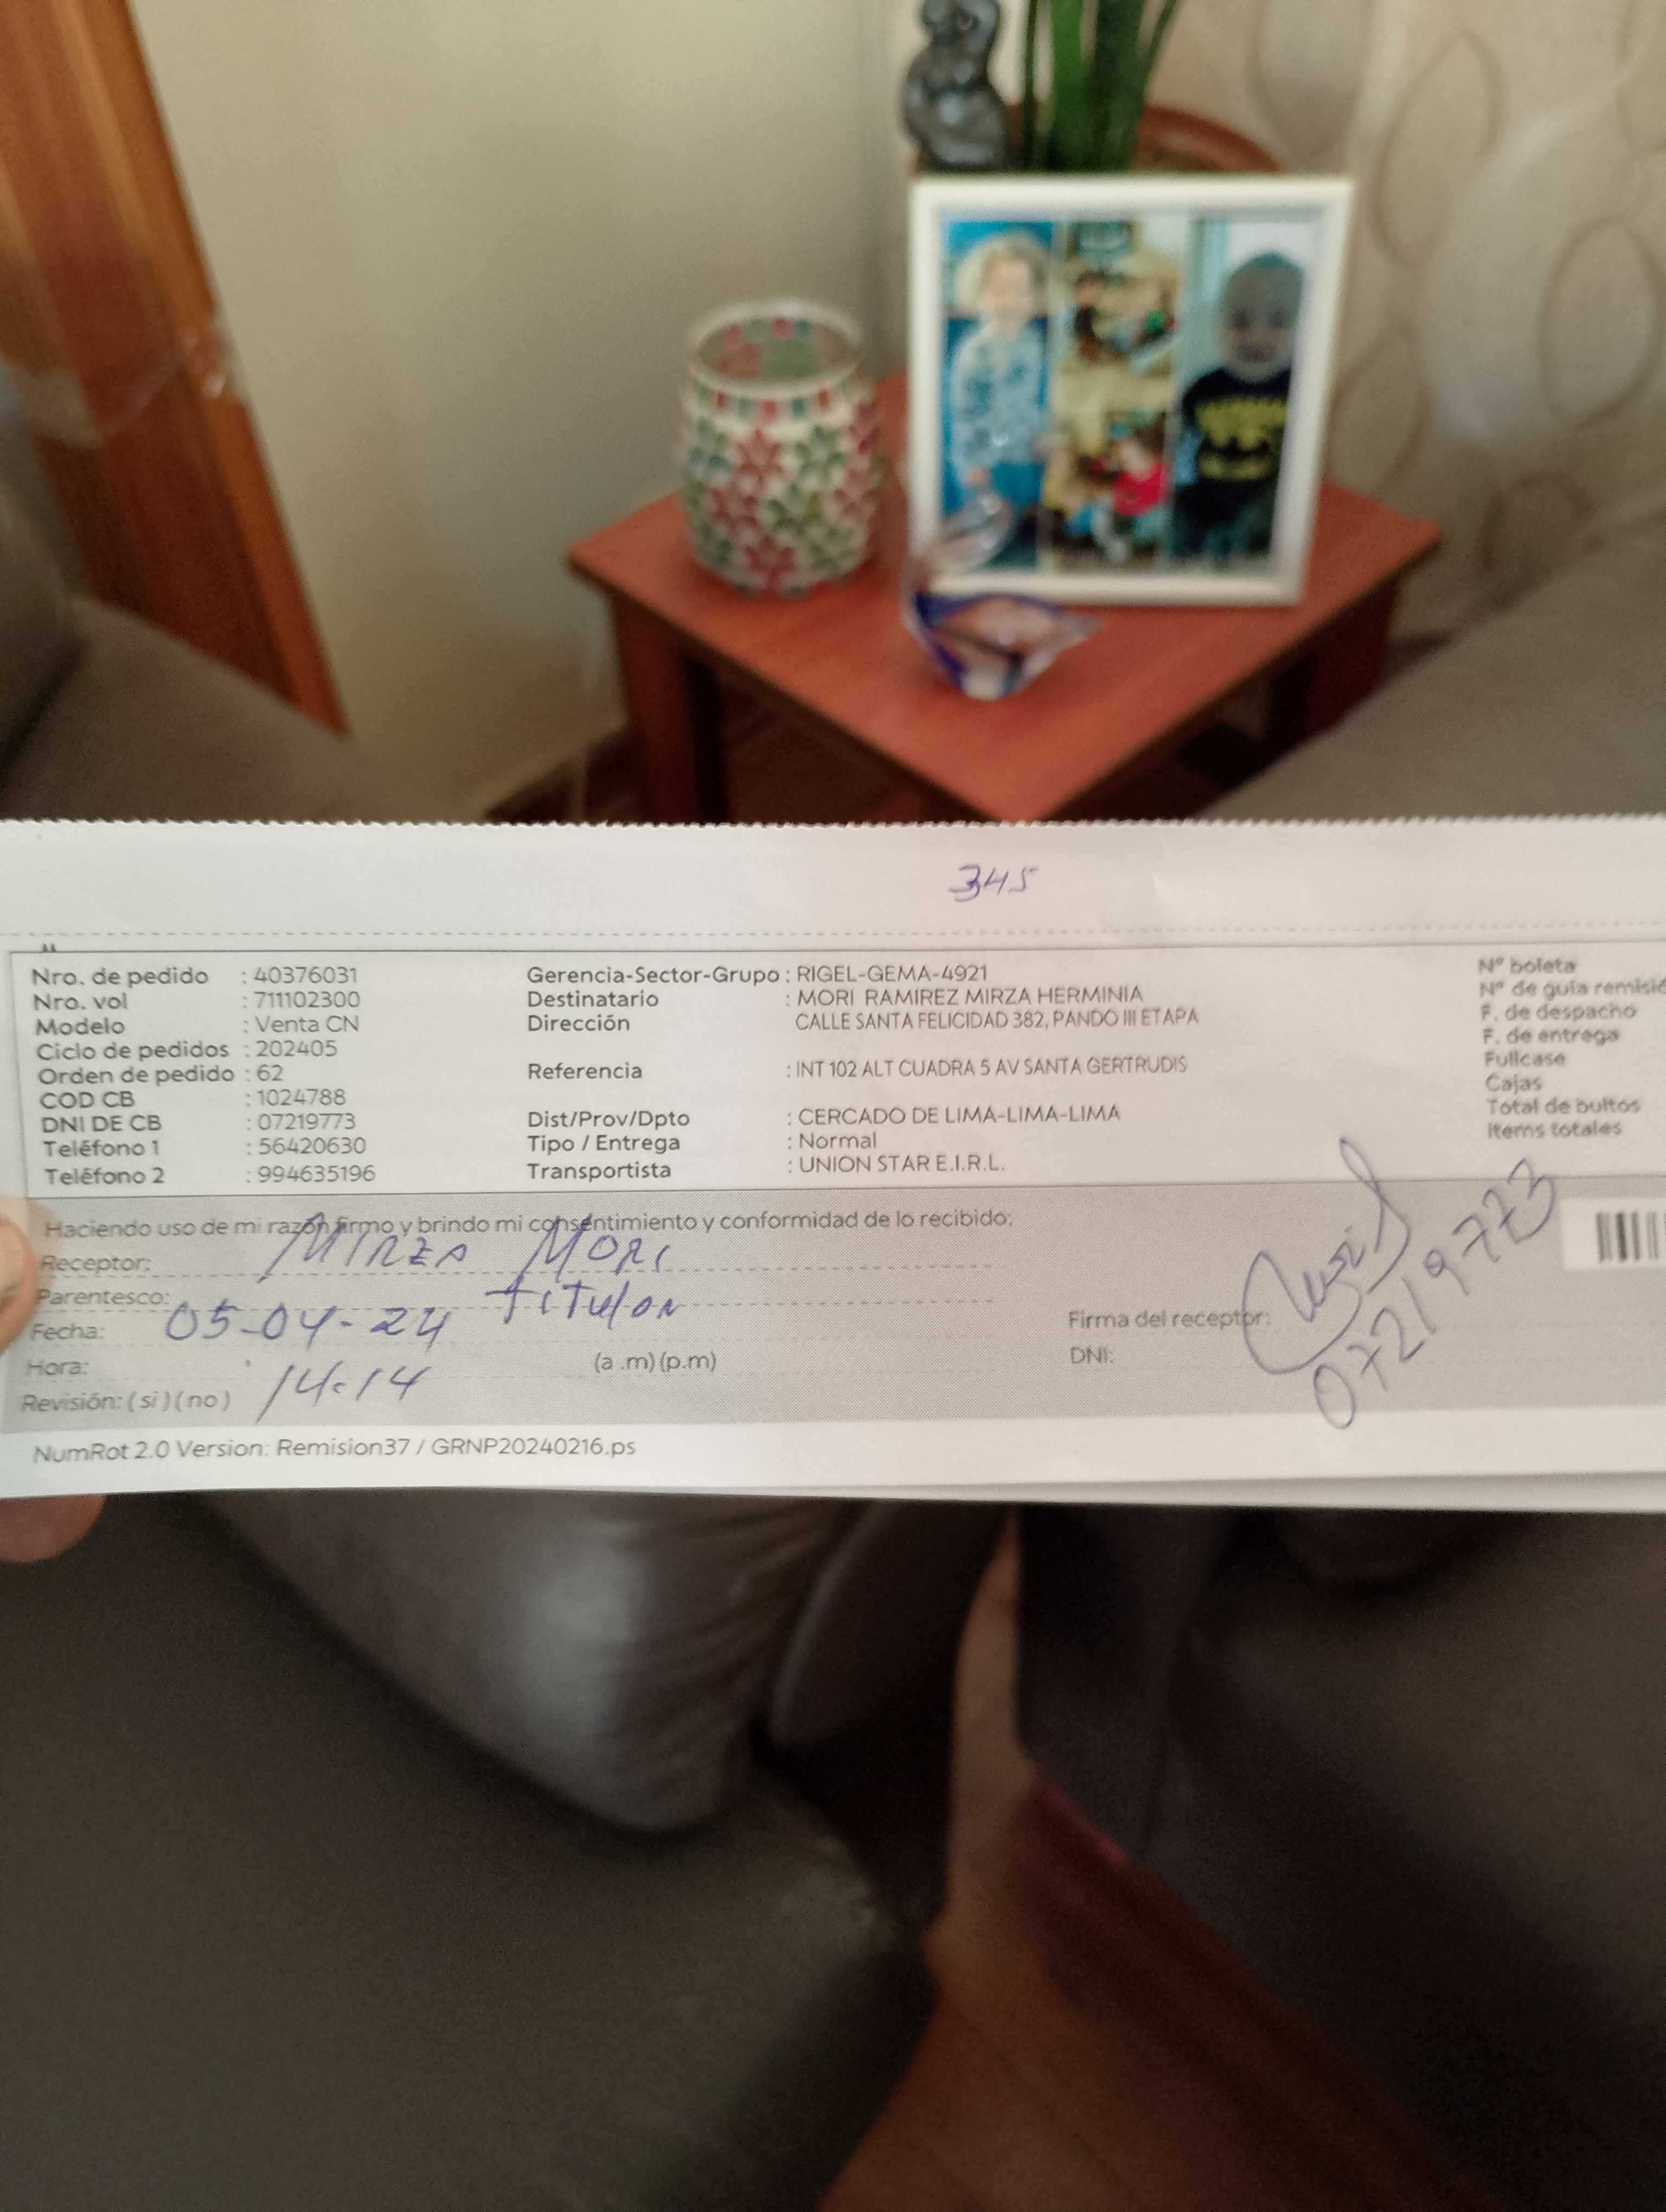 345
Nro. de pedido : 40376031
Nro. vol : 711102300
Modelo : Venta CN
Ciclo de pedidos : 202405
Orden de pedido : 62
COD CB : 1024788
DNI DE CB : 07219773
Teléfono 1 : 56420630
Teléfono 2 : 994635196
Gerencia-Sector-Grupo : RIGEL-GEMA-4921
Destinatario : MORI RAMIREZ MIRZA HERMINIA
Dirección CALLE SANTA FELICIDAD 382, PANDO III ETAPA
Referencia : INT 102 ALT CUADRA 5 AV SANTA GERTRUDIS
Dist/Prov/Dpto : CERCADO DE LIMA-LIMA-LIMA
Tipo / Entrega : Normal
Transportista : UNION STAR E.I.R.L.
N° boleta
N° de guía remisió
F. de despacho
F. de entrega
Fullcase
Cajas
Total de bultos
Items totales
Haciendo uso de mi razón firmo y brindo mi consentimiento y conformidad de lo recibido:
Receptor: MIRZA MORI
Parentesco: titular
Fecha: 05-04-24
Hora: 14:14 (a .m) (p.m)
Revisión: ( si ) ( no )
Firma del receptor:
DNI: 07219773
NumRot 2.0 Version: Remision37 / GRNP20240216.ps